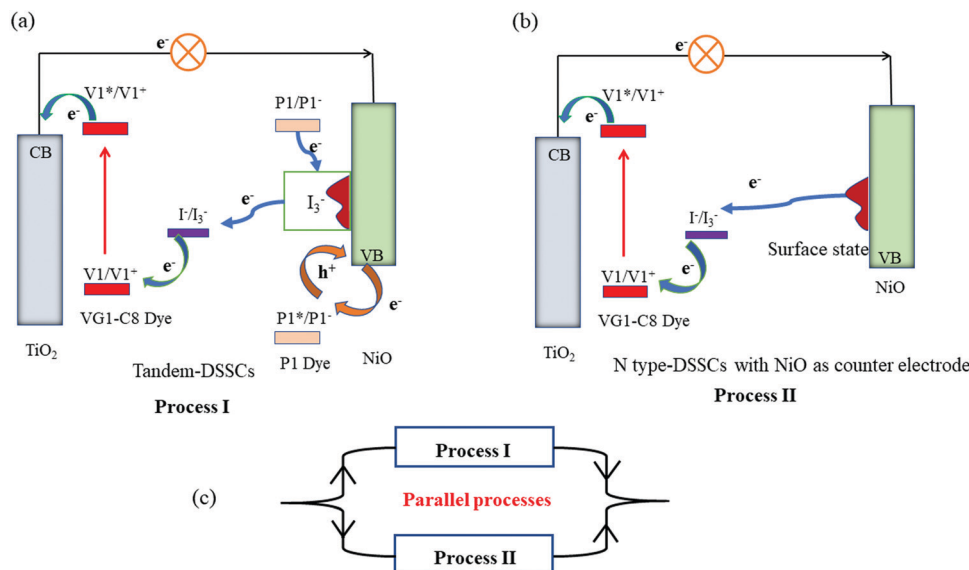 (a)
e⁻
V1*/V1⁺
e⁻
CB
P1/P1⁻
e⁻
I₃⁻
e⁻
I⁻/I₃⁻
e⁻
V1/V1⁺
VG1-C8 Dye
TiO₂
VB
h⁺
e⁻
P1*/P1⁻
P1 Dye
NiO
Tandem-DSSCs
Process I
(b)
e⁻
V1*/V1⁺
e⁻
CB
e⁻
I⁻/I₃⁻
Surface state
VB
e⁻
V1/V1⁺
VG1-C8 Dye
NiO
TiO₂
N type-DSSCs with NiO as counter electrode
Process II
(c)
Process I
Parallel processes
Process II